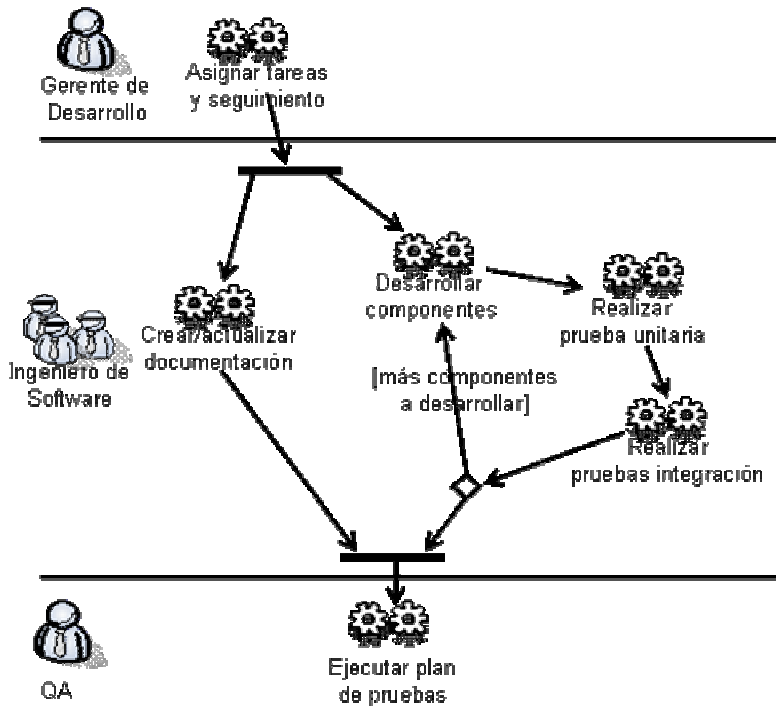 Gerente de
Desarrollo
Asignar tareas
y seguimiento
Desarrollar
componentes
Realizar
prueba unitaria
Crear/actualizar
documentación
Ingeniero de
Software
[más componentes
a desarrollar]
Realizar
pruebas integración
QA
Ejecutar plan
de pruebas